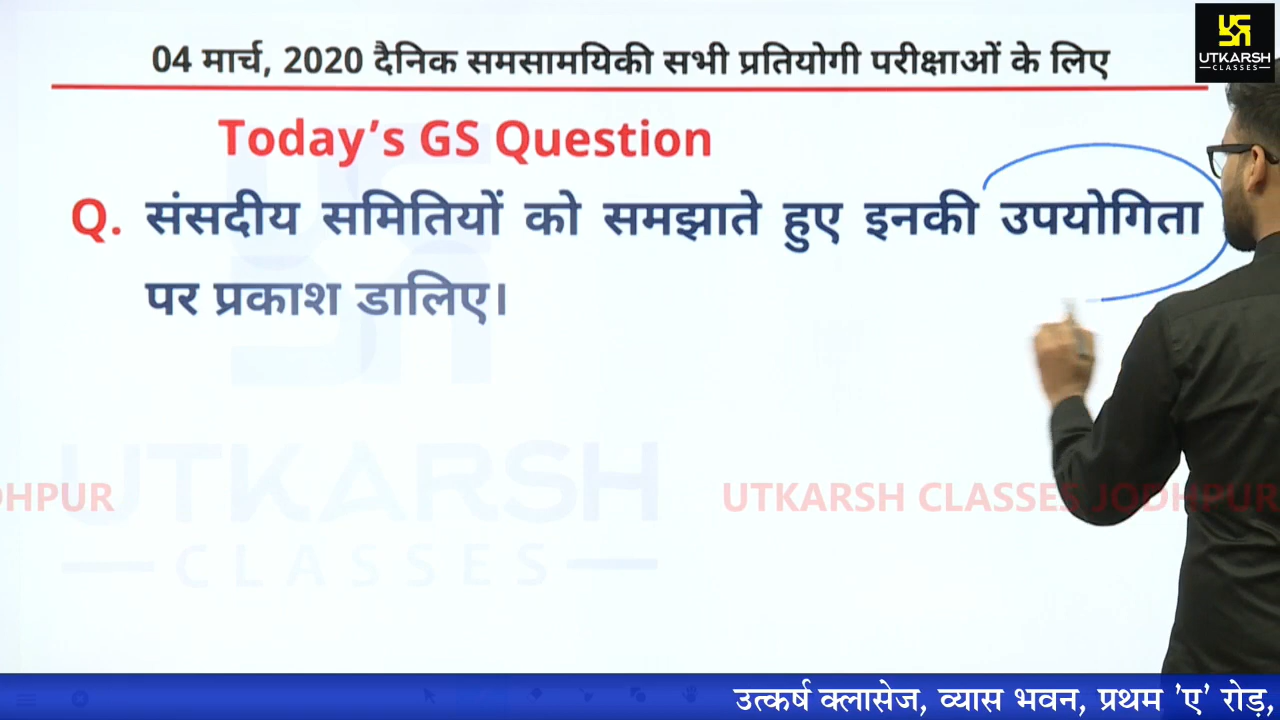 04 मार्च, 2020 दैनिक समसामयिकी सभी प्रतियोगी परीक्षाओं के लिए
UTKARSH
CLASSES
Today’s GS Question
Q. संसदीय समितियों को समझाते हुए इनकी उपयोगिता
पर प्रकाश डालिए।
UTKARSH
CLASSES
DHPUR
UTKARSH CLASSES JODHPUR
उत्कर्ष क्लासेज, व्यास भवन, प्रथम 'ए' रोड़,